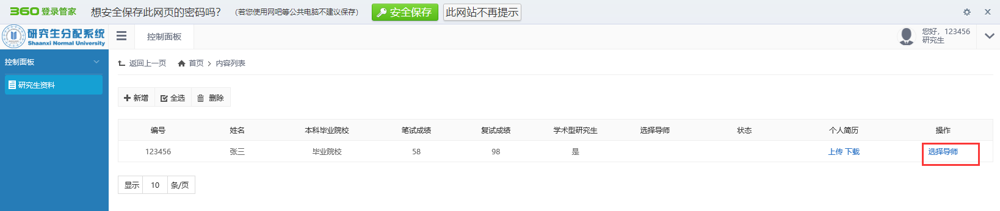 360登录管家 想安全保存此网页的密码吗? (若您使用网吧等公共电脑不建议保存) 安全保存 此网站不再提示
研究生分配系统
Shaanxi Normal University
控制面板
您好，123456
研究生
控制面板
研究生资料
返回上一页 首页 > 内容列表
新增 全选 删除
编号 姓名 本科毕业院校 笔试成绩 复试成绩 学术型研究生 选择导师 状态 个人简历 操作
123456 张三 毕业院校 58 98 是 上传 下载 选择导师
显示 10 条/页